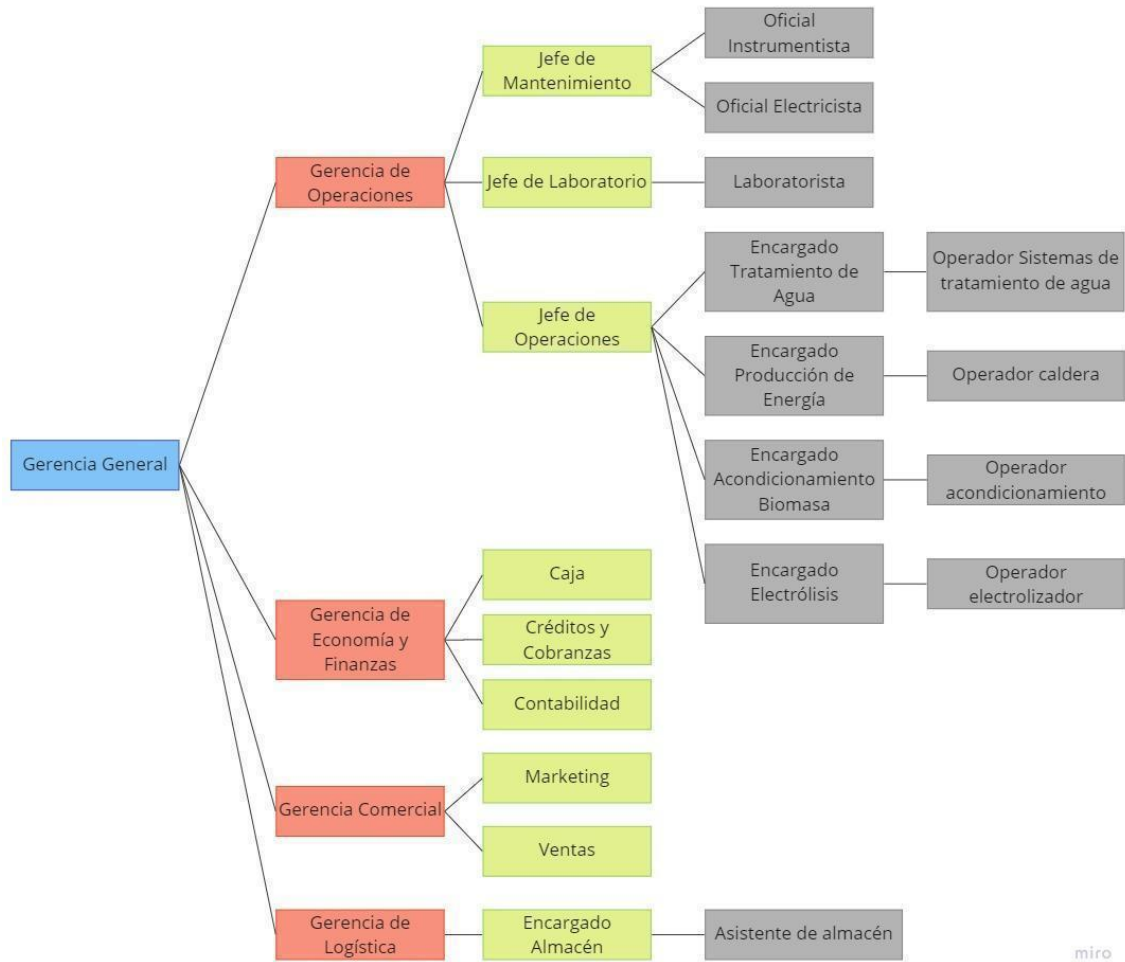 Oficial
Instrumentista
Jefe de
Mantenimiento
Oficial Electricista
Gerencia de
Operaciones
Jefe de Laboratorio
Laboratorista
Encargado
Tratamiento de
Agua
Operador Sistemas de
tratamiento de agua
Jefe de
Operaciones
Encargado
Producción de
Energía
Operador caldera
Gerencia General
Encargado
Acondicionamiento
Biomasa
Operador
acondicionamiento
Encargado
Electrólisis
Operador
electrolizador
Caja
Gerencia de
Economía y
Finanzas
Créditos y
Cobranzas
Contabilidad
Marketing
Gerencia Comercial
Ventas
Gerencia de
Logística
Encargado
Almacén
Asistente de almacén
miro